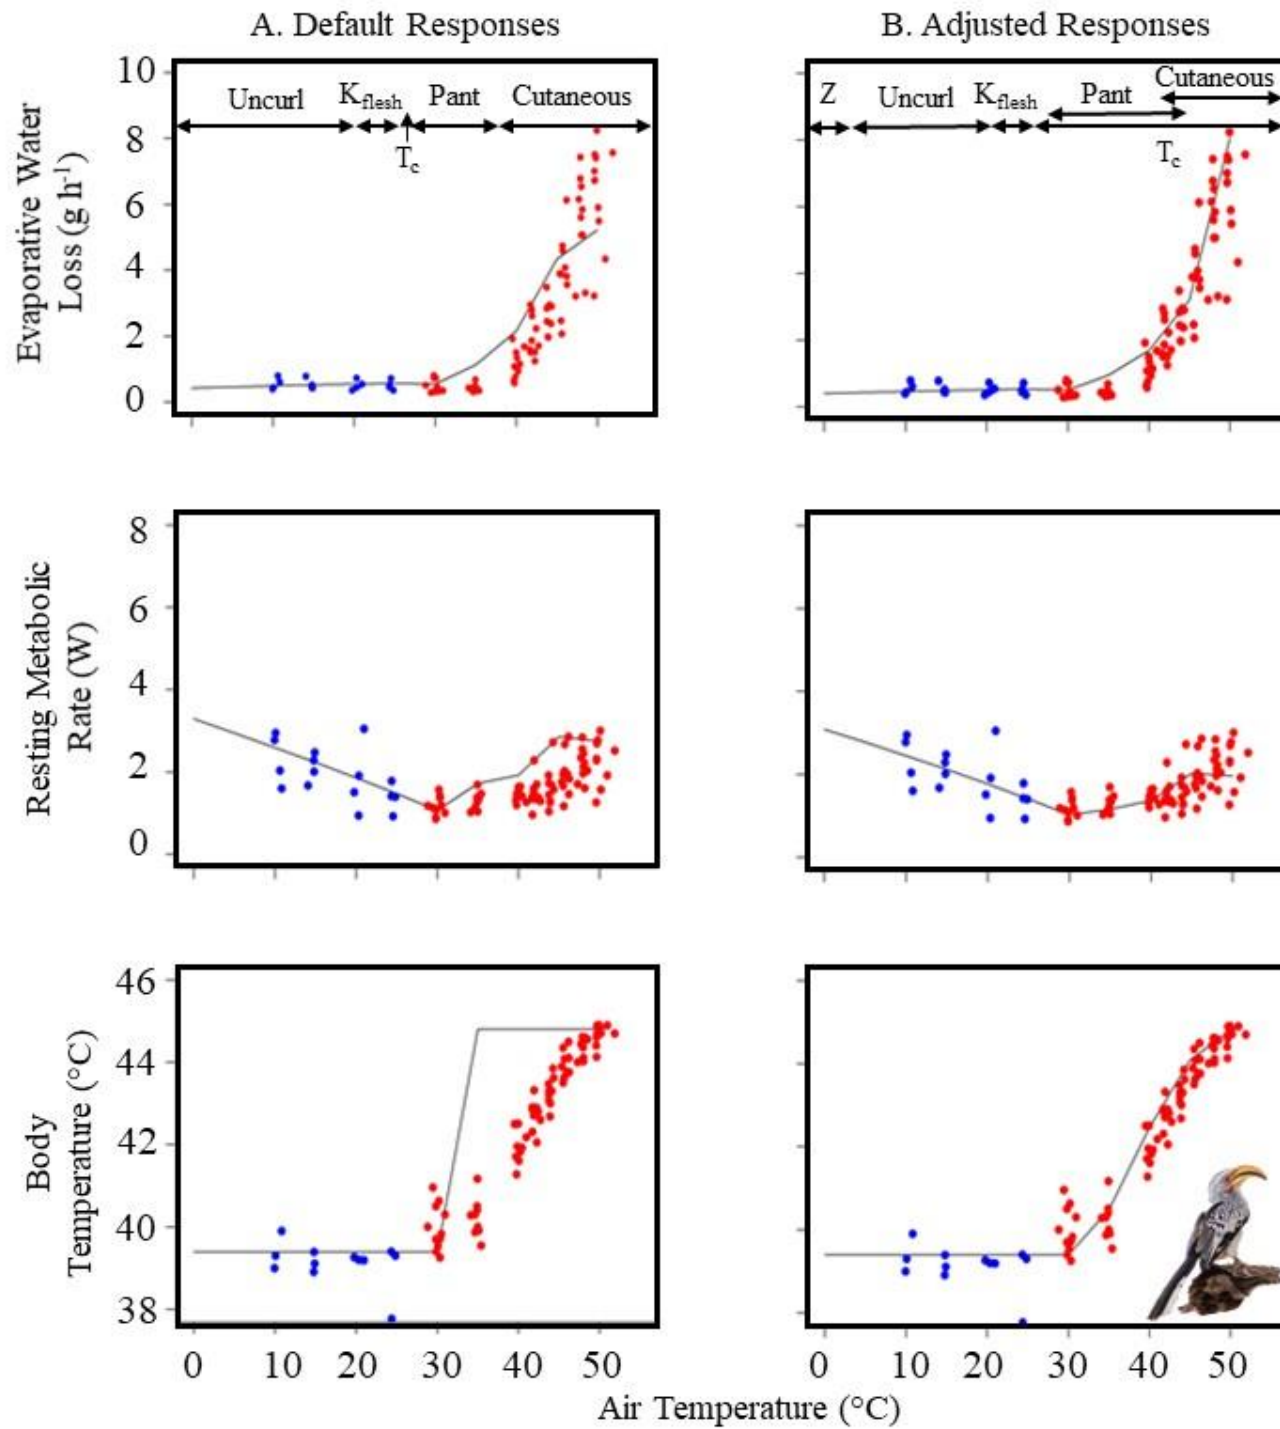 A. Default Responses
B. Adjusted Responses
Evaporative Water
Loss (g h-1)
10
8
6
4
2
0
Uncurl Kflesh Pant Cutaneous
Tc
Z Uncurl Kflesh Pant Cutaneous
Tc
Resting Metabolic
Rate (W)
8
6
4
2
0
Body
Temperature (°C)
46
44
42
40
38
0 10 20 30 40 50
0 10 20 30 40 50
Air Temperature (°C)